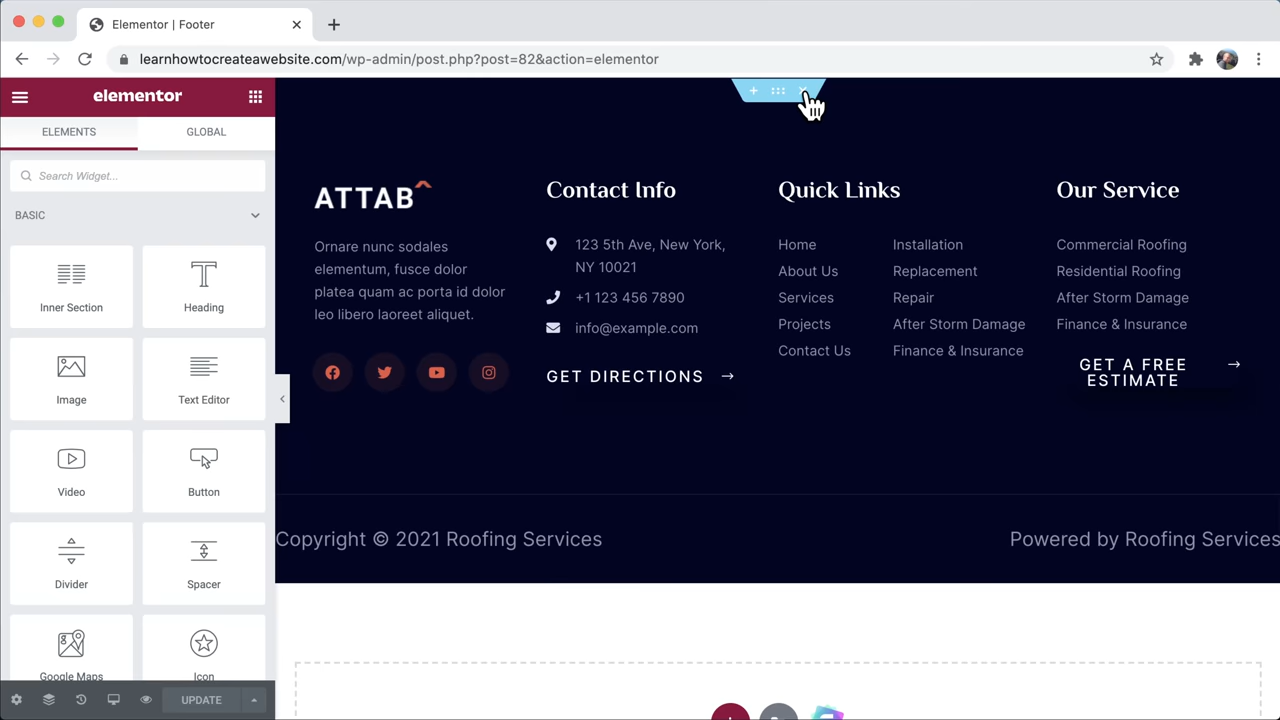 Elementor | Footer
learnhowtocreateawebsite.com/wp-admin/post.php?post=82&action=elementor
elementor
ELEMENTS
GLOBAL
Search Widget...
BASIC
Inner Section
Heading
Image
Text Editor
Video
Button
Divider
Spacer
Google Maps
Icon
UPDATE
ATTAB
Ornare nunc sodales
elementum, fusce dolor
platea quam ac porta id dolor
leo libero laoreet aliquet.
Contact Info
123 5th Ave, New York,
NY 10021
+1 123 456 7890
info@example.com
GET DIRECTIONS
Quick Links
Home
About Us
Services
Projects
Contact Us
Installation
Replacement
Repair
After Storm Damage
Finance & Insurance
Our Service
Commercial Roofing
Residential Roofing
After Storm Damage
Finance & Insurance
GET A FREE
ESTIMATE
Copyright © 2021 Roofing Services
Powered by Roofing Services